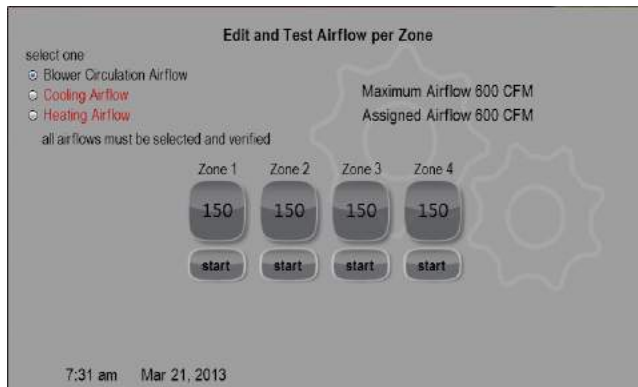 Edit and Test Airflow per Zone
select one
Blower Circulation Airflow
Cooling Airflow
Heating Airflow
all airflows must be selected and verified
Maximum Airflow 600 CFM
Assigned Airflow 600 CFM
Zone 1 Zone 2 Zone 3 Zone 4
150 150 150 150
start start start start
7:31 am Mar 21, 2013